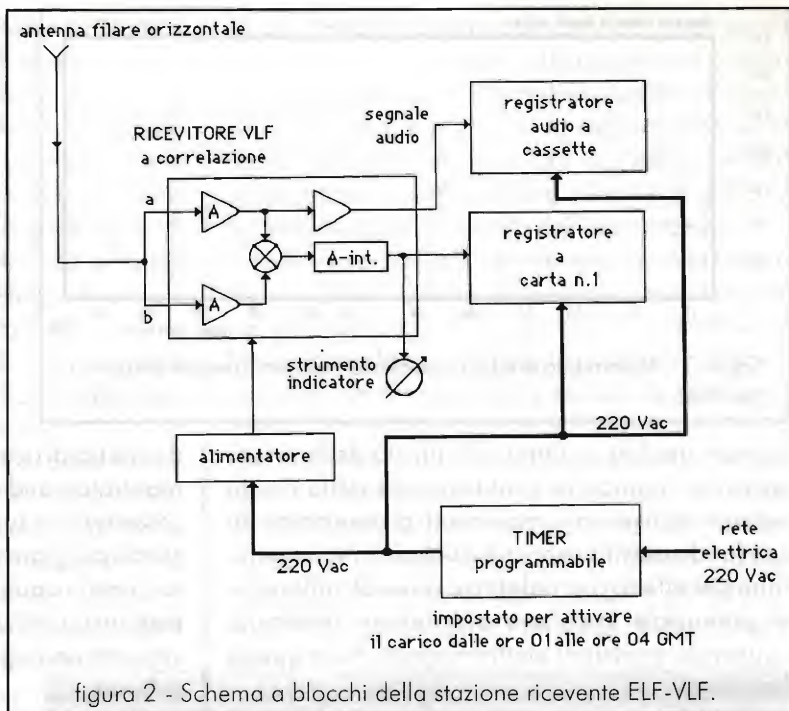 antenna filare orizzontale
RICEVITORE VLF
a correlazione
segnale
audio
registratore
audio a
cassette
a
A
b
A
A-int.
registratore
a
carta n.1
strumento
indicatore
alimentatore
220 Vac
220 Vac
TIMER
programmabile
rete
elettrica
220 Vac
impostato per attivare
il carico dalle ore 01 alle ore 04 GMT
figura 2 - Schema a blocchi della stazione ricevente ELF-VLF.